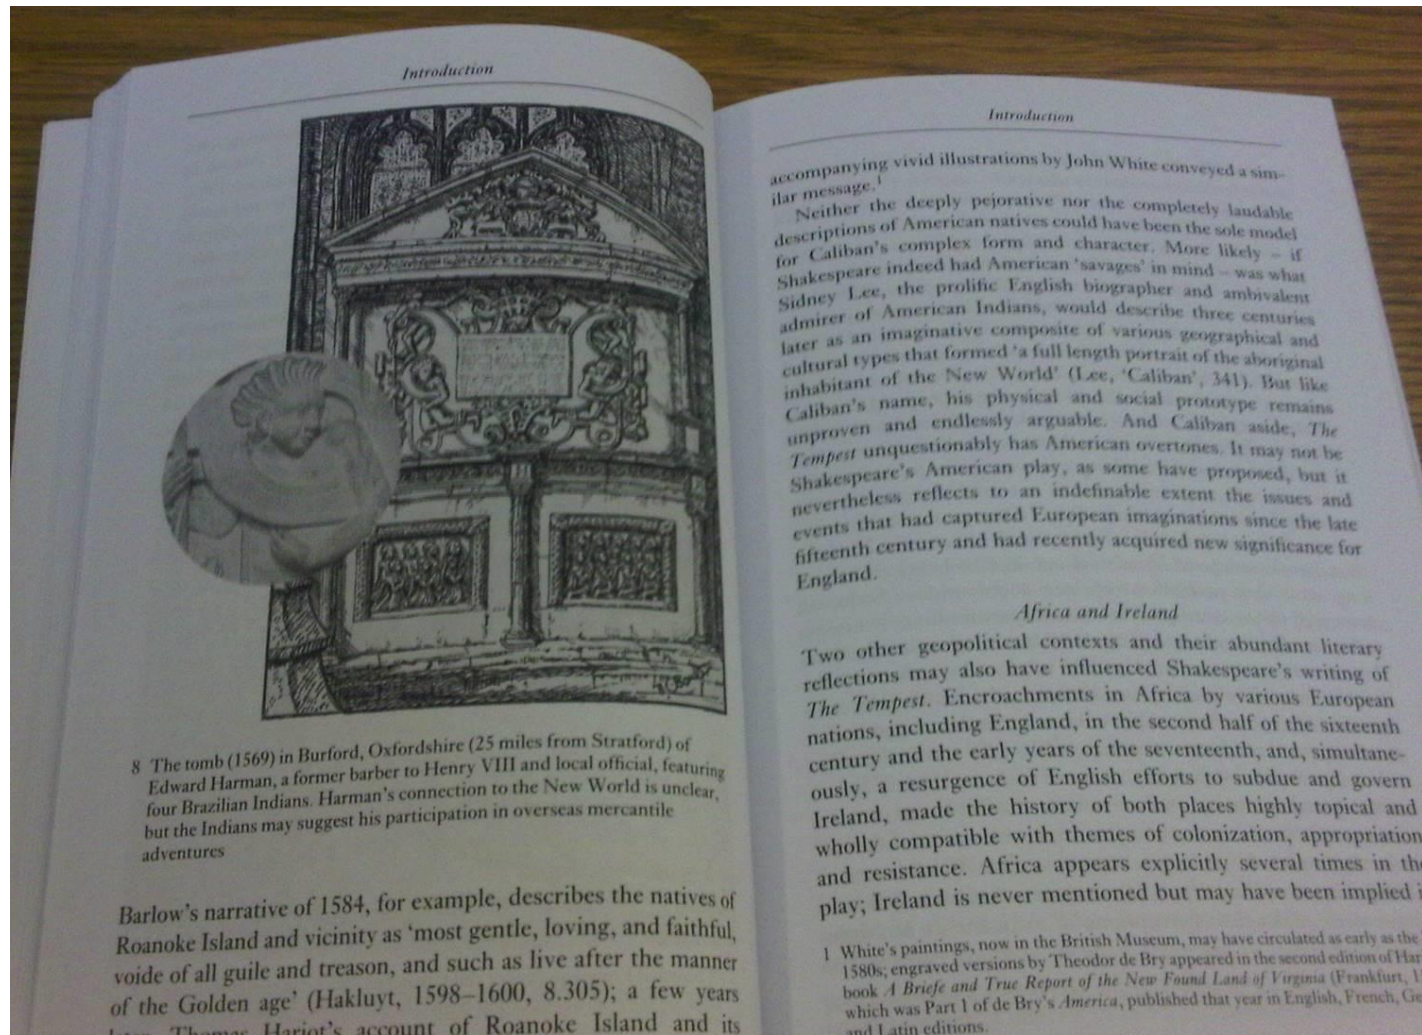 Introduction
8 The tomb (1569) in Burford, Oxfordshire (25 miles from Stratford) of
Edward Harman, a former barber to Henry VIII and local official, featuring
four Brazilian Indians. Harman's connection to the New World is unclear,
but the Indians may suggest his participation in overseas mercantile
adventures
Barlow's narrative of 1584, for example, describes the natives of
Roanoke Island and vicinity as 'most gentle, loving, and faithful,
voide of all guile and treason, and such as live after the manner
of the Golden age' (Hakluyt, 1598–1600, 8.305); a few years
later, Thomas Hariot's account of Roanoke Island and its
Introduction
accompanying vivid illustrations by John White conveyed a sim-
ilar message.1
Neither the deeply pejorative nor the completely laudable
descriptions of American natives could have been the sole model
for Caliban's complex form and character. More likely – if
Shakespeare indeed had American 'savages' in mind – was what
Sidney Lee, the prolific English biographer and ambivalent
admirer of American Indians, would describe three centuries
later as an imaginative composite of various geographical and
cultural types that formed 'a full length portrait of the aboriginal
inhabitant of the New World' (Lee, 'Caliban', 341). But like
Caliban's name, his physical and social prototype remains
unproven and endlessly arguable. And Caliban aside, The
Tempest unquestionably has American overtones. It may not be
Shakespeare's American play, as some have proposed, but it
nevertheless reflects to an indefinable extent the issues and
events that had captured European imaginations since the late
fifteenth century and had recently acquired new significance for
England.
Africa and Ireland
Two other geopolitical contexts and their abundant literary
reflections may also have influenced Shakespeare's writing of
The Tempest. Encroachments in Africa by various European
nations, including England, in the second half of the sixteenth
century and the early years of the seventeenth, and, simultane-
ously, a resurgence of English efforts to subdue and govern
Ireland, made the history of both places highly topical and
wholly compatible with themes of colonization, appropriation
and resistance. Africa appears explicitly several times in the
play; Ireland is never mentioned but may have been implied
1 White's paintings, now in the British Museum, may have circulated as early as the
1580s; engraved versions by Theodor de Bry appeared in the second edition of
book A Briefe and True Report of the New Found Land of Virginia (Frankfurt,
which was Part 1 of de Bry's America, published that year in English, French,
and Latin editions.